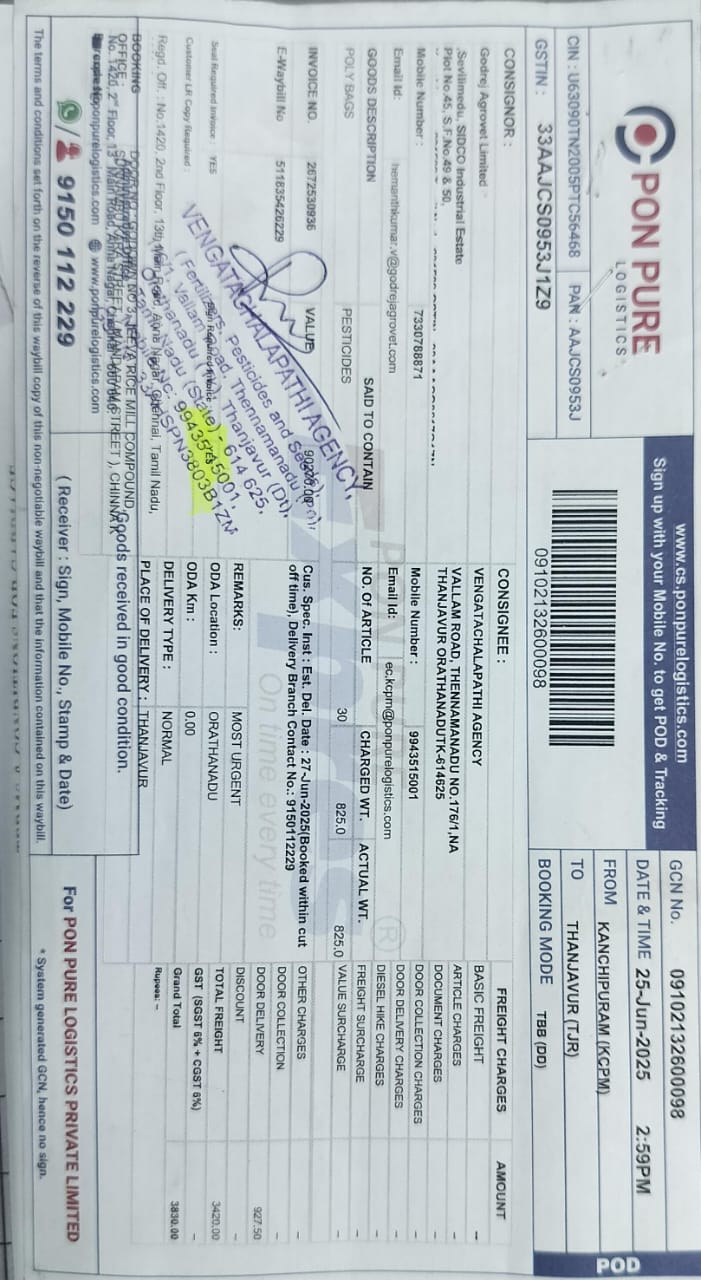 PON PURE
LOGISTICS
www.cs.ponpurelogistics.com
Sign up with your Mobile No. to get POD & Tracking
CIN : U63090TN2005PTC56468 PAN : AAJCS0953J
GSTIN : 33AAJCS0953J1Z9
09102132600098
GCN No. 09102132600098
DATE & TIME 25-Jun-2025 2:59PM
FROM KANCHIPURAM (KCPM)
TO THANJAVUR (TJR)
BOOKING MODE TBB (DD)
POD
CONSIGNOR :
Godrej Agrovet Limited
Sevilimedu, SIDCO Industrial Estate
Plot No.45, S.F.No.49 & 50,
Mobile Number : 7330788871
Email Id: hemanthkumar.v@godrejagrovet.com
CONSIGNEE :
VENGATACHALAPATHI AGENCY
VALLAM ROAD, THENNAMANADU NO.176/1,NA
THANJAVUR ORATHANADUTK-614625
Mobile Number : 9943515001
Email Id: ec.kcpm@ponpurelogistics.com
GOODS DESCRIPTION SAID TO CONTAIN NO. Of ARTICLE CHARGED WT. ACTUAL WT.
POLY BAGS PESTICIDES 30 825.0 825.0
INVOICE NO. 2672530936 VALUE
E-Waybill No 511835426229
Seal Required Invoice : YES
Customer LR Copy Required :
Cus. Spec. Inst : Est. Del. Date : 27-Jun-2025(Booked within cut
off time), Delivery Branch Contact No.: 9150112229
REMARKS: MOST URGENT
ODA Location : ORATHANADU
ODA Km : 0.00
DELIVERY TYPE : NORMAL
PLACE OF DELIVERY : THANJAVUR
FREIGHT CHARGES AMOUNT
BASIC FREIGHT –
ARTICLE CHARGES –
DOCUMENT CHARGES –
DOOR COLLECTION CHARGES –
DOOR DELIVERY CHARGES –
DIESEL HIKE CHARGES –
FREIGHT SURCHARGE –
VALUE SURCHARGE –
OTHER CHARGES –
DOOR COLLECTION –
DOOR DELIVERY 927.50
DISCOUNT –
TOTAL FREIGHT 3420.00
GST (SGST 6% + CGST 6%) –
Grand Total 3830.00
Rupees: –
On time every time
VENGATACHALAPATHI AGENCY,
Pesticides and
Vallam Road, Thennamanadu
Thanjavur (Dt),
(State) - 614 625.
Regd. Off. : No.1420, 2nd Floor, 13th Main Road, Anna Nagar, Chennai, Tamil Nadu,
BOOKING
OFFICE
No. 1420, 2nd Floor, 13th Main Road, Anna Nagar,
www.ponpurelogistics.com
9150 112 229
Goods received in good condition.
( Receiver : Sign, Mobile No., Stamp & Date)
For PON PURE LOGISTICS PRIVATE LIMITED
The terms and conditions set forth on the reverse of this waybill copy of this non-negotiable waybill and that the information contained on this waybill.
* System generated GCN, hence no sign.